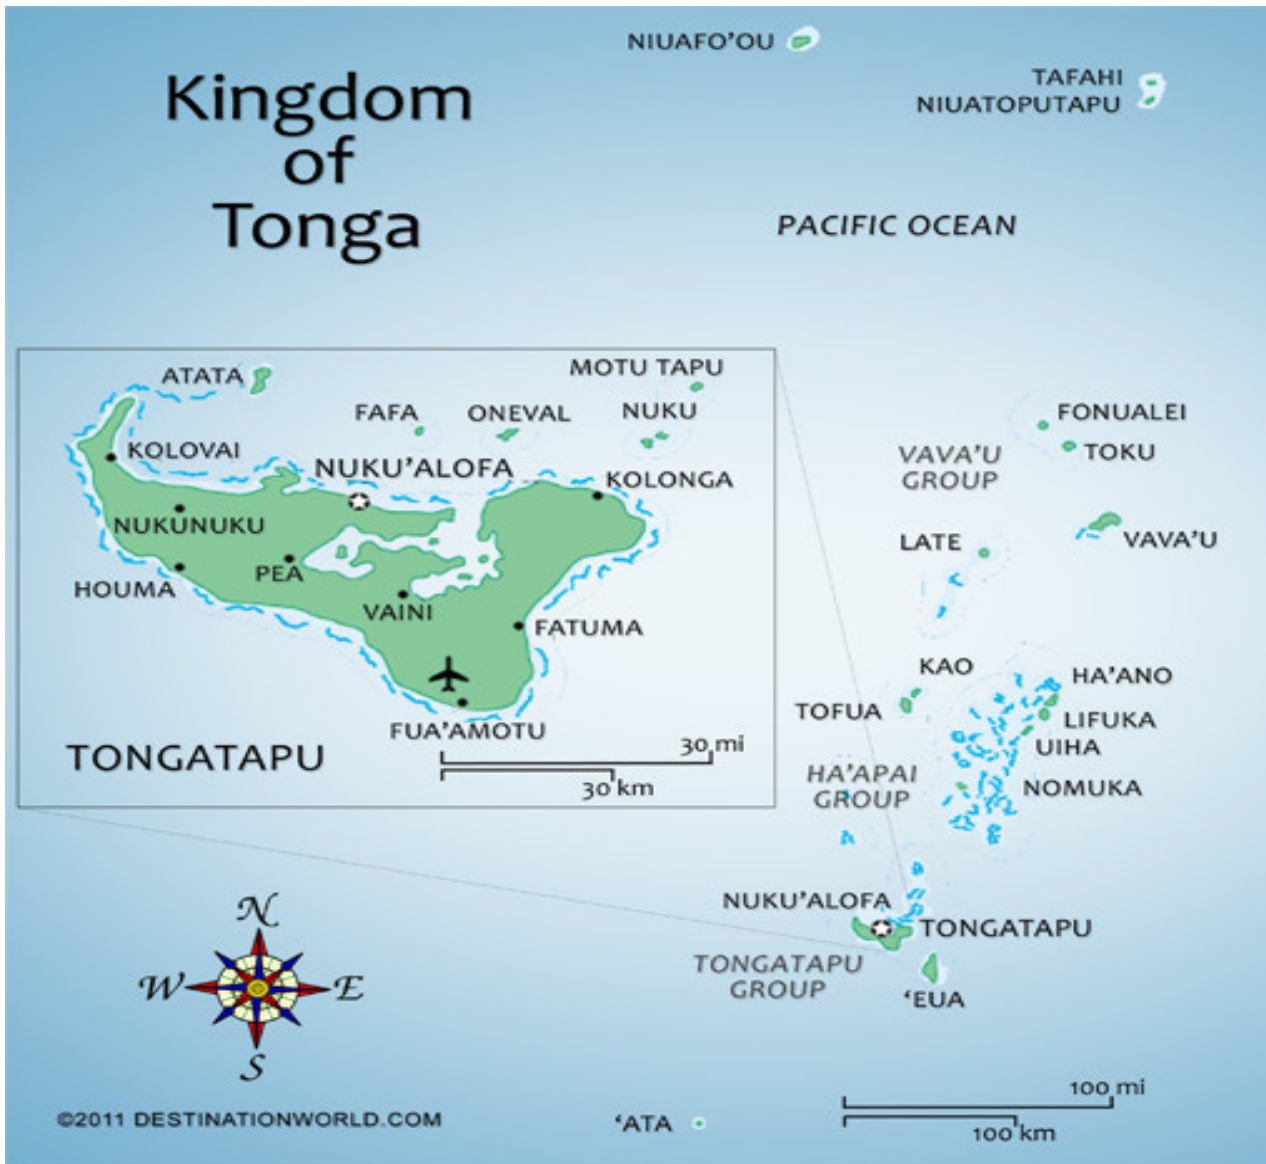 Kingdom
of
Tonga
NIUAFO'OU
TAFAHI
NIUATOPUTAPU
PACIFIC OCEAN
ATATA
FAFA
ONEVAL
MOTU TAPU
NUKU
KOLOVAI
NUKU'ALOFA
KOLONGA
NUKUNUKU
PEA
HOUMA
VAINI
FATUMA
FUA'AMOTU
TONGATAPU
30 mi
30 km
FONUALEI
TOKU
VAVA'U
GROUP
LATE
VAVA'U
KAO
HA'ANO
TOFUA
LIFUKA
UIHA
HA'APAI
GROUP
NOMUKA
NUKU'ALOFA
TONGATAPU
TONGATAPU
GROUP
'EUA
N
W
E
S
'ATA
100 mi
100 km
©2011 DESTINATIONWORLD.COM